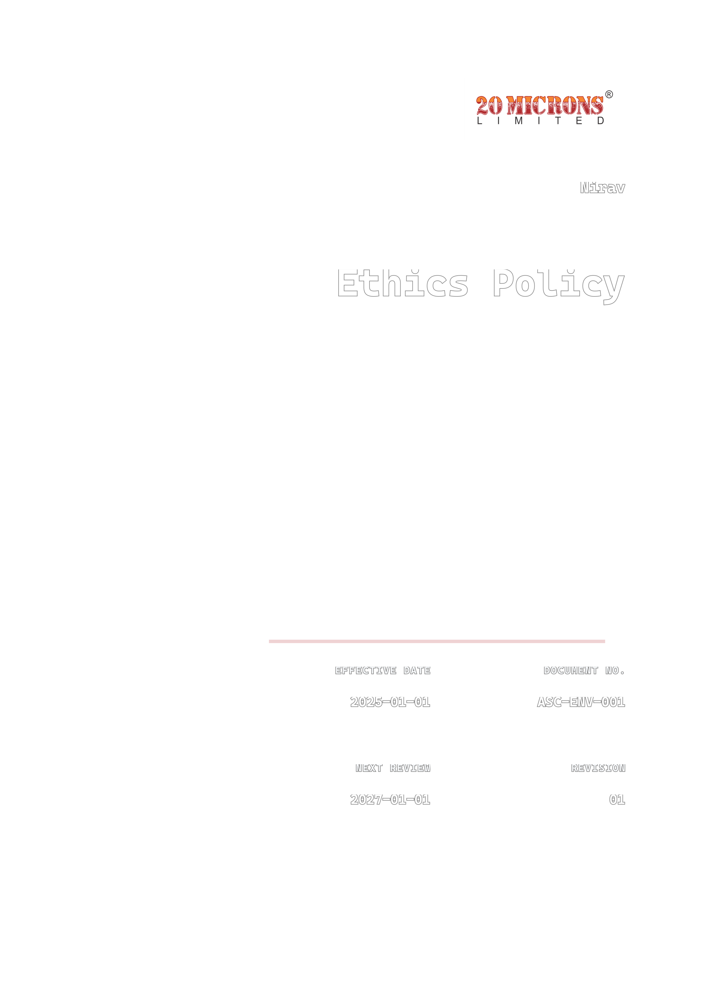 20 MICRONS®
LIMITED
Nirav
Ethics Policy
EFFECTIVE DATE DOCUMENT NO.
2025-01-01 ASC-ENV-001
NEXT REVIEW REVISION
2027-01-01 01